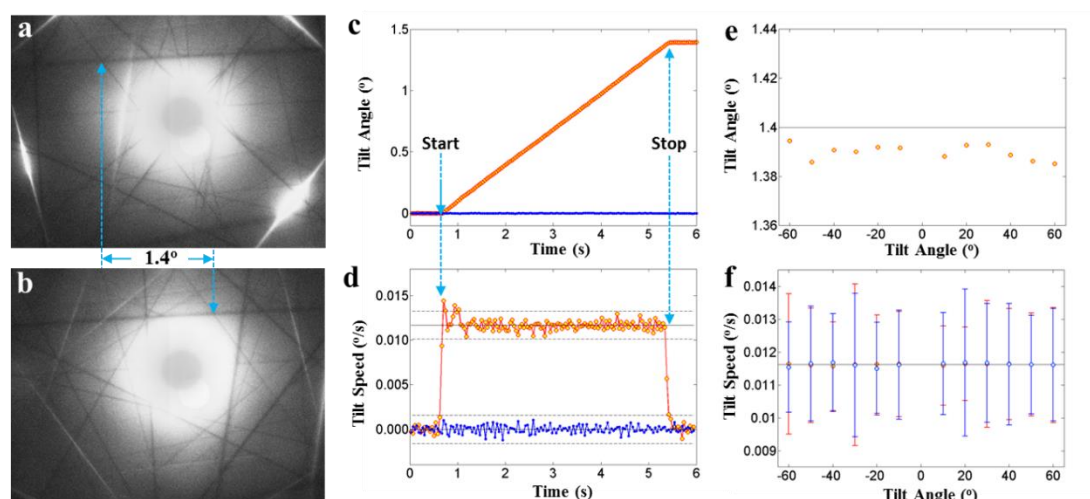 a
1.4º
b
c
Tilt Angle (º)
1.5
1
0.5
0
Start
Stop
0 1 2 3 4 5 6
Time (s)
d
Tilt Speed (º/s)
0.015
0.010
0.005
0.000
0 1 2 3 4 5 6
Time (s)
e
Tilt Angle (º)
1.44
1.42
1.4
1.38
1.36
-60 -40 -20 0 20 40 60
Tilt Angle (º)
f
Tilt Speed (º/s)
0.014
0.013
0.012
0.011
0.01
0.009
-60 -40 -20 0 20 40 60
Tilt Angle (º)